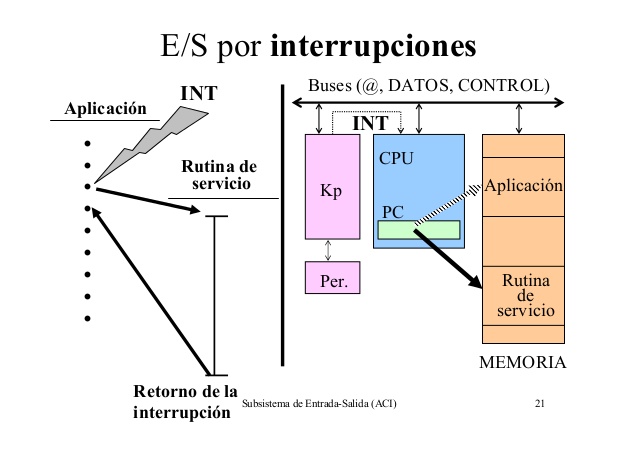 E/S por interrupciones
Aplicación
INT
Rutina de
servicio
Retorno de la
interrupción
Buses (@, DATOS, CONTROL)
INT
Kp
Per.
CPU
PC
Aplicación
Rutina
de
servicio
MEMORIA
Subsistema de Entrada-Salida (ACI)
21